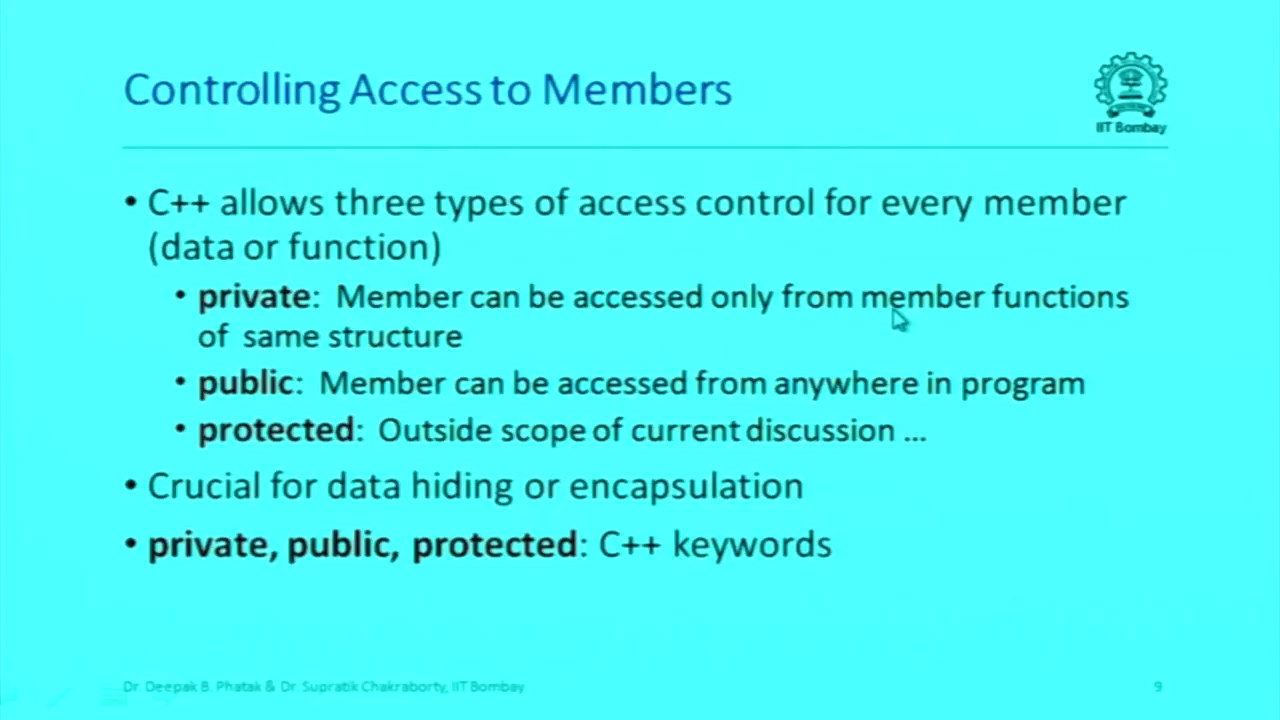 Controlling Access to Members
IIT Bombay
• C++ allows three types of access control for every member
(data or function)
• private: Member can be accessed only from member functions
of same structure
• public: Member can be accessed from anywhere in program
• protected: Outside scope of current discussion ...
• Crucial for data hiding or encapsulation
• private, public, protected: C++ keywords
Dr. Deepak B. Phatak & Dr. Supratik Chakraborty, IIT Bombay
9